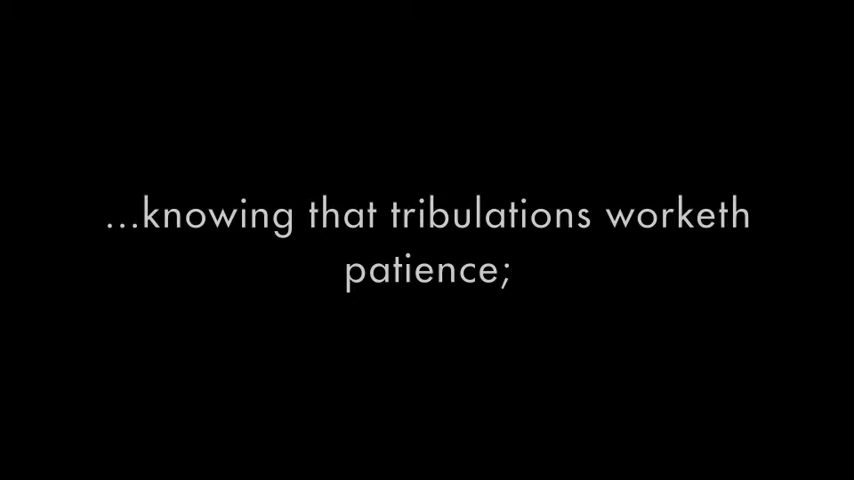 ...knowing that tribulations worketh
patience;